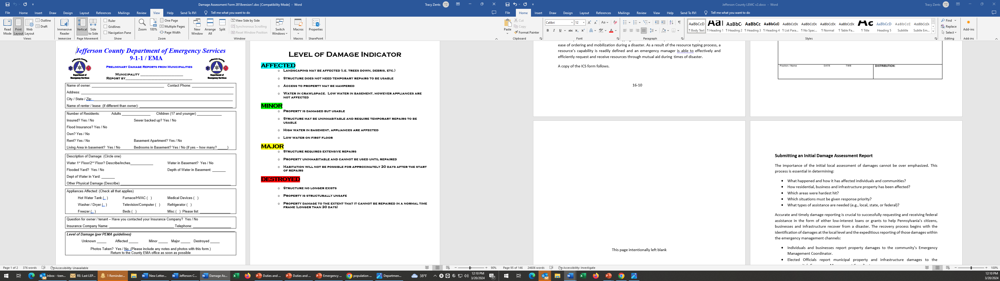 Damage Assessment Form 2018version1.doc [Compatibility Mode] - Word
Tracy Zents TZ
File Home Insert Draw Design Layout References Mailings Review View Help Send To RVI Tell me what you want to do
Read Mode
Print Layout
Web Layout
Outline
Draft
Views
Immersive Reader
Immersive
Vertical
Side to Side
Page Movement
Ruler
Gridlines
Navigation Pane
Show
Zoom
100%
One Page
Multiple Pages
Page Width
Zoom
New Window
Arrange All
Split
View Side by Side
Synchronous Scrolling
Reset Window Position
Window
Switch Windows
Macros
Macros
Properties
SharePoint
Jefferson County Department of Emergency Services
9-1-1 / EMA
Preliminary Damage Reports from Municipalities
Municipality ____________________
Report by____________________
Name of owner: ____________________ Contact Phone: ____________________
Address: ____________________
City / State / Zip: ____________________
Name of renter / lease: (if different than owner): ____________________
Number of Residents: Adults ____________ Children (17 and younger) ____________
Insured? Yes / No Sewer backed up? Yes / No
Flood Insurance? Yes / No
Own? Yes / No
Rent? Yes / No Basement Apartment? Yes / No
Living Area in basement? Yes / No Bedrooms in Basement? Yes / No (if yes – how many? _____)
Description of Damage: (Circle one)
Water 1st Floor/2nd Floor? Describe/inches____________ Water in Basement? Yes / No
Flooded Yard? Yes / No Depth of Water in Basement: _______
Dept of Water in Yard: _______
Other Physical Damage (Describe) ____________________
Appliances Affected: (Check all that applies)
Hot Water Tank (_ ) Furnace/HVAC ( ) Medical Devices ( )
Washer / Dryer (_ ) Television/Computer ( ) Refrigerator ( )
Freezer (_ ) Beds ( ) Misc ( ) Please list: ________________
Question for owner / tenant – Have you contacted your Insurance Company? Yes / No
Insurance Company Name: ____________________ Telephone: ____________________
Level of Damage (per PEMA guidelines)
Unknown _____ Affected _____ Minor _____ Major _____ Destroyed _____
Photos Taken? Yes / No (Please include any notes and photos with this form.)
Return to the County EMA office as soon as possible
Level of Damage Indicator
AFFECTED
Landscaping may be affected (i.e. trees down, debris, etc.)
Structure does not need temporary repairs to be usable
Access to property may be hampered
Water in crawlspace. Low water in basement, however appliances are
not affected
MINOR
Property is damaged but usable
Structure may be uninhabitable and require temporary repairs to be
usable
High water in basement, appliances are affected
Low water on first floor
MAJOR
Structure requires extensive repairs
Property uninhabitable and cannot be used until repaired
Habitation will not be possible for approximately 30 days after the start
of repairs
DESTROYED
Structure no longer exists
Property is structurally unsafe
Property damage to the extent that it cannot be repaired in a normal time
frame (longer than 30 days)
Page 1 of 2 376 words Accessibility: Unavailable 90%
Jefferson County LEMC v2.docx - Word
Tracy Zents TZ
File Home Insert Draw Design Layout References Mailings Review View Help Send To RVI Tell me what you want to do
Paste
Cut
Copy
Format Painter
Clipboard
Calibri 12
Font
Paragraph
¶ Body Text ¶ Heading 1 ¶ Heading 2 ¶ Heading 3 ¶ Heading 4 ¶ List Para... ¶ No Spac... ¶ Normal ¶ Table Pa... ¶ Title Heading 5 Subtitle Subtle Em...
Styles
Find
Replace
Select
Editing
Add-ins
Add-ins
ease of ordering and mobilization during a disaster. As a result of the resource typing process, a
resource's capability is readily defined and an emergency manager is able to effectively and
efficiently request and receive resources through mutual aid during times of disaster.
A copy of the ICS form follows.
16-10
Position / Name DATE TIME DISTRIBUTION:
This page intentionally left blank
Submitting an Initial Damage Assessment Report
The importance of the initial local assessment of damages cannot be over emphasized. This
process is essential in determining:
• What happened and how it has affected individuals and communities?
• How residential, business and infrastructure property has been affected?
• Which areas were hardest hit?
• Which situations must be given response priority?
• What types of assistance are needed (e.g., local, state, or federal)?
Accurate and timely damage reporting is crucial to successfully requesting and receiving federal
assistance in the form of either low-interest loans or grants to help Pennsylvania's citizens,
businesses and infrastructure recover from a disaster. The recovery process begins with the
identification of damages at the local level and the expeditious reporting of those damages within
the emergency management channels:
• Individuals and businesses report property damages to the community's Emergency
Management Coordinator.
• Elected Officials report municipal property and infrastructure damages to the
Page 95 of 146 24606 words Accessibility: Investigate 100%
Inbox - tzen... RE: Last LEP... 1 Reminder... New Letter... Jefferson C... Damage As... Duties and ... Duties and ... Emergency ... population ... Departmen... 38°F
12:10 PM
3/20/2024
17
12:10 PM
3/20/2024